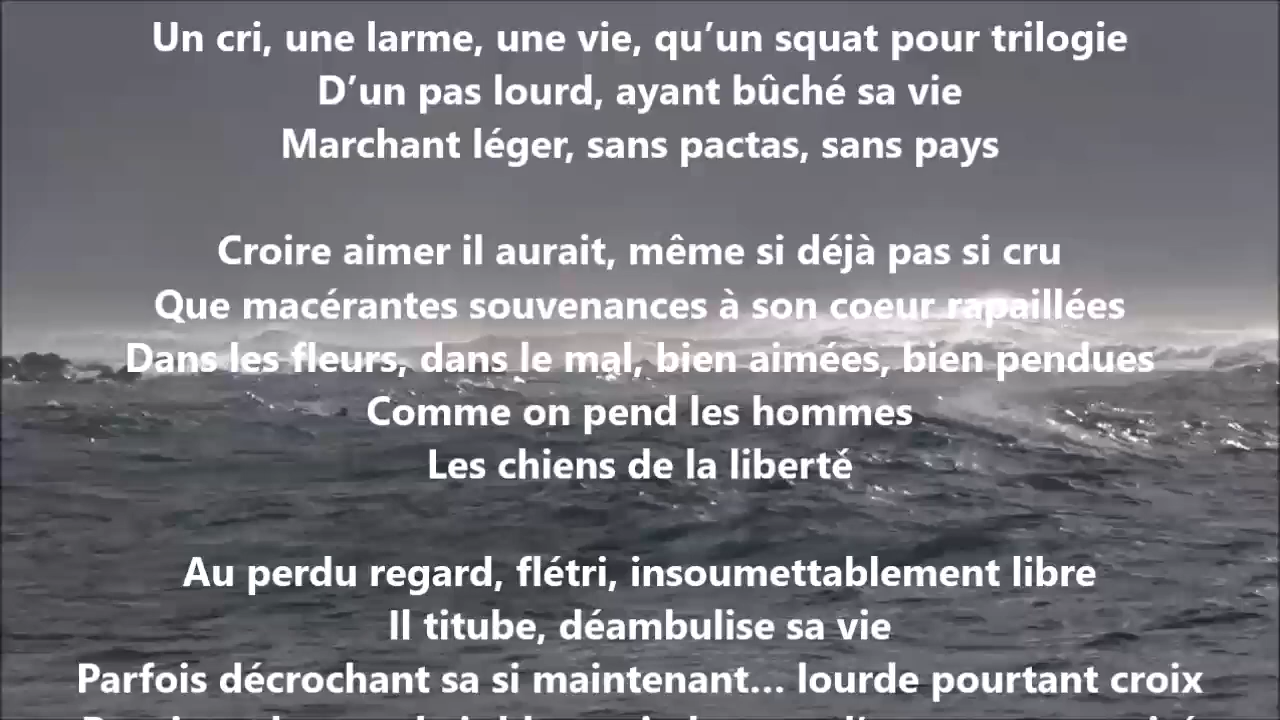 Un cri, une larme, une vie, qu’un squat pour trilogie
D’un pas lourd, ayant bûché sa vie
Marchant léger, sans pactas, sans pays
Croire aimer il aurait, même si déjà pas si cru
Que macérantes souvenances à son coeur rapaillées
Dans les fleurs, dans le mal, bien aimées, bien pendues
Comme on pend les hommes
Les chiens de la liberté
Au perdu regard, flétri, insoumettablement libre
Il titube, déambulise sa vie
Parfois décrochant sa si maintenant... lourde pourtant croix